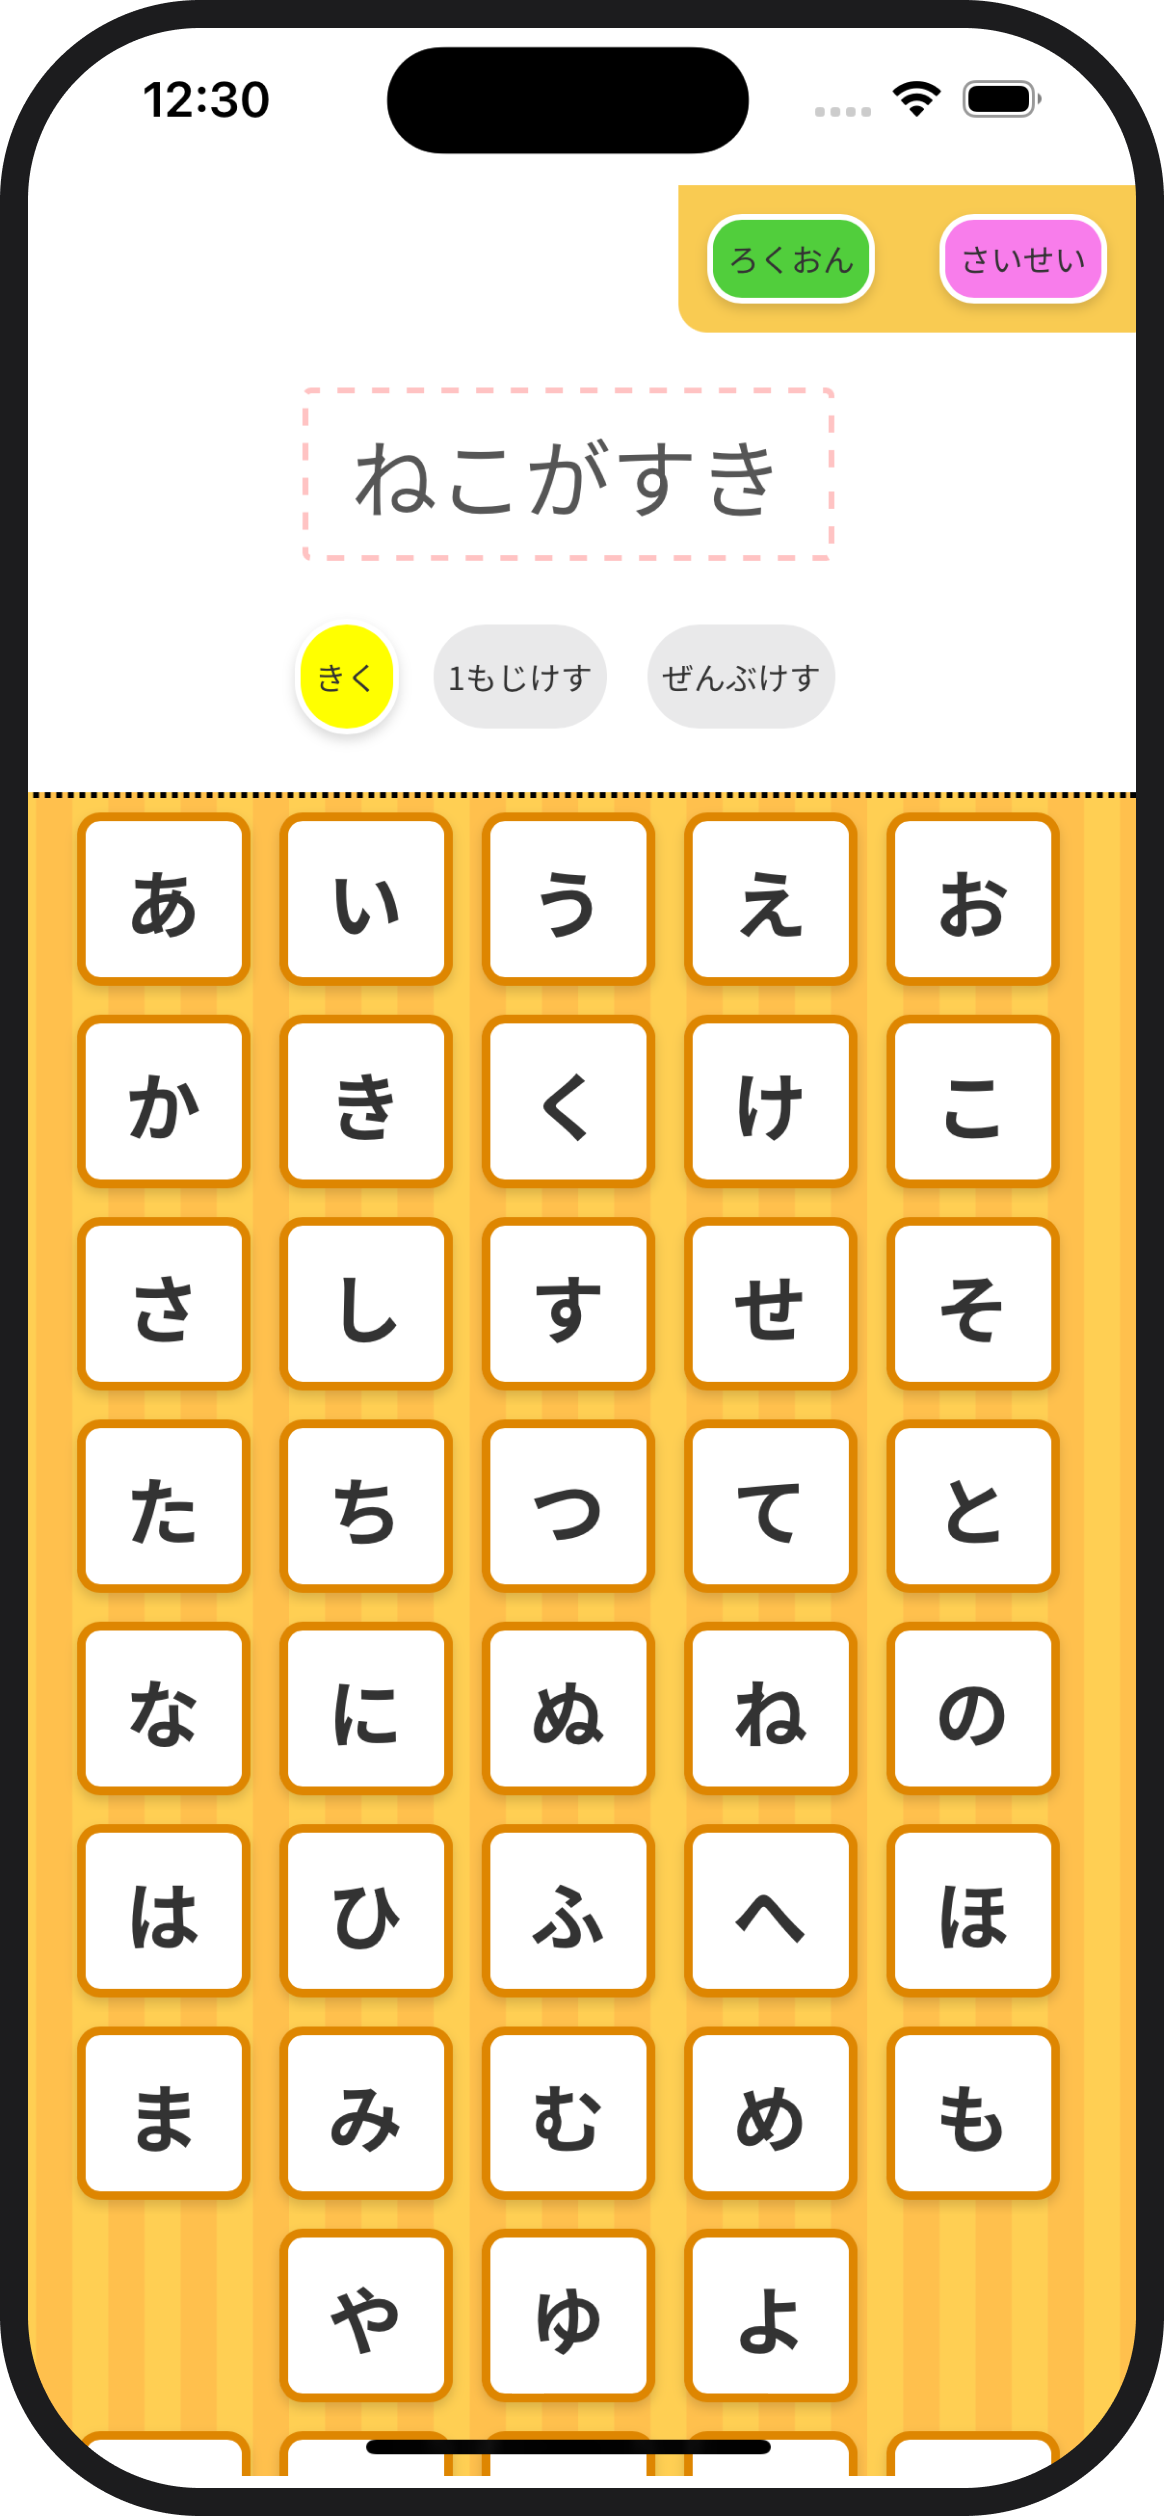 12:30
ろくおん さいせい
ねこがすき
きく 1もじけす ぜんぶけす
あ い う え お
か き く け こ
さ し す せ そ
た ち つ て と
な に ぬ ね の
は ひ ふ へ ほ
ま み む め も
や ゆ よ